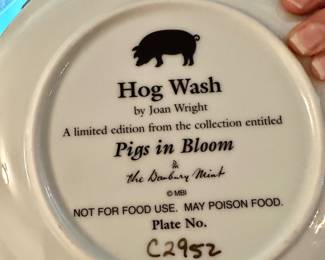 Hog Wash
by Joan Wright
A limited edition from the collection entitled
Pigs in Bloom
&
the Danbury Mint
© MBI
NOT FOR FOOD USE. MAY POISON FOOD.
Plate No.
C2952